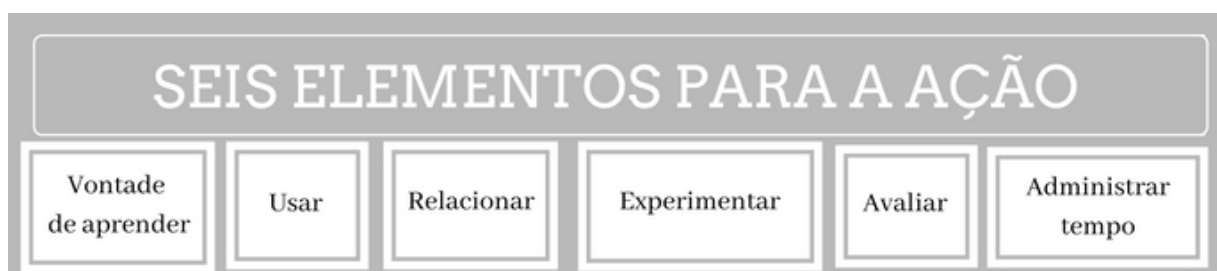 SEIS ELEMENTOS PARA A AÇÃO
Vontade
de aprender
Usar
Relacionar
Experimentar
Avaliar
Administrar
tempo